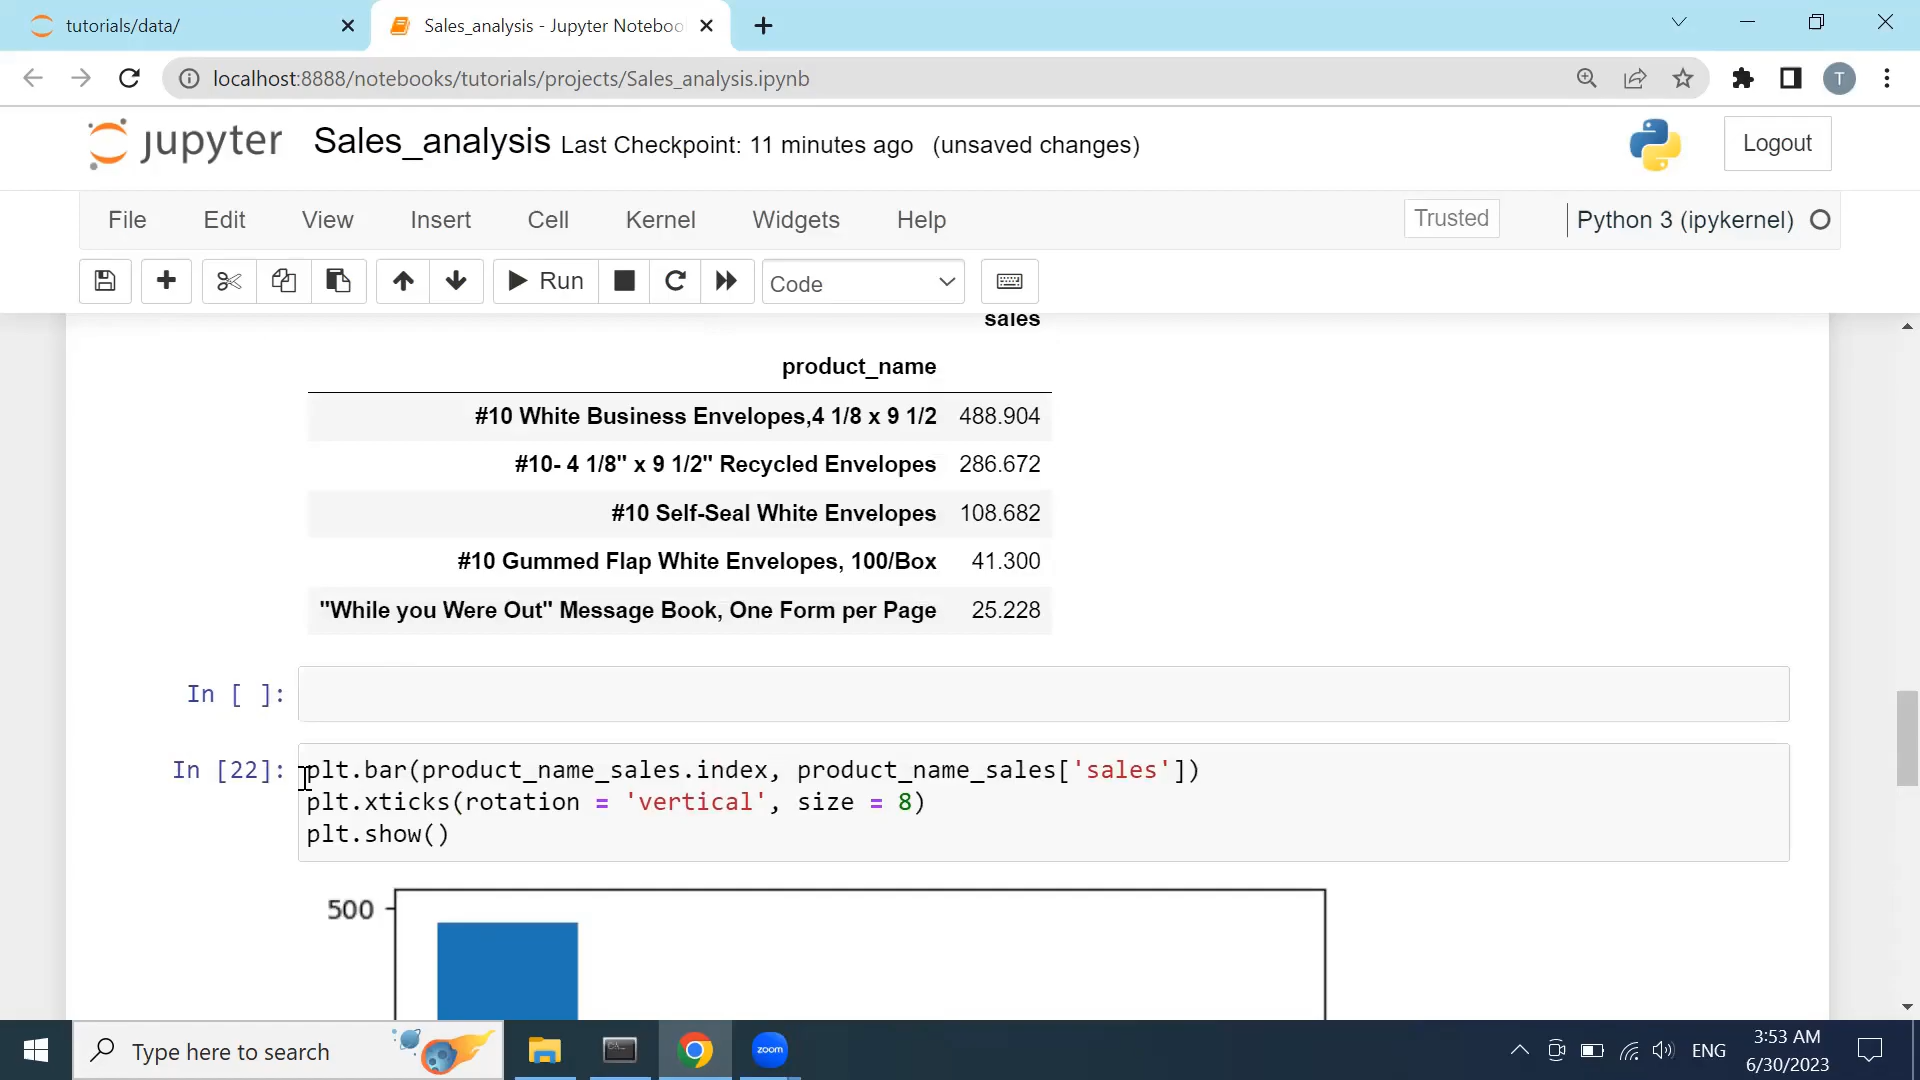 tutorials/data/
Sales_analysis - Jupyter Noteboo
localhost:8888/notebooks/tutorials/projects/Sales_analysis.ipynb
T
jupyter Sales_analysis Last Checkpoint: 11 minutes ago (unsaved changes)
Logout
File Edit View Insert Cell Kernel Widgets Help
Trusted
Python 3 (ipykernel)
Run
Code
sales
product_name
#10 White Business Envelopes,4 1/8 x 9 1/2 488.904
#10- 4 1/8" x 9 1/2" Recycled Envelopes 286.672
#10 Self-Seal White Envelopes 108.682
#10 Gummed Flap White Envelopes, 100/Box 41.300
"While you Were Out" Message Book, One Form per Page 25.228
In [ ]:
In [22]: plt.bar(product_name_sales.index, product_name_sales['sales'])
plt.xticks(rotation = 'vertical', size = 8)
plt.show()
500
Type here to search
zoom
ENG
3:53 AM
6/30/2023